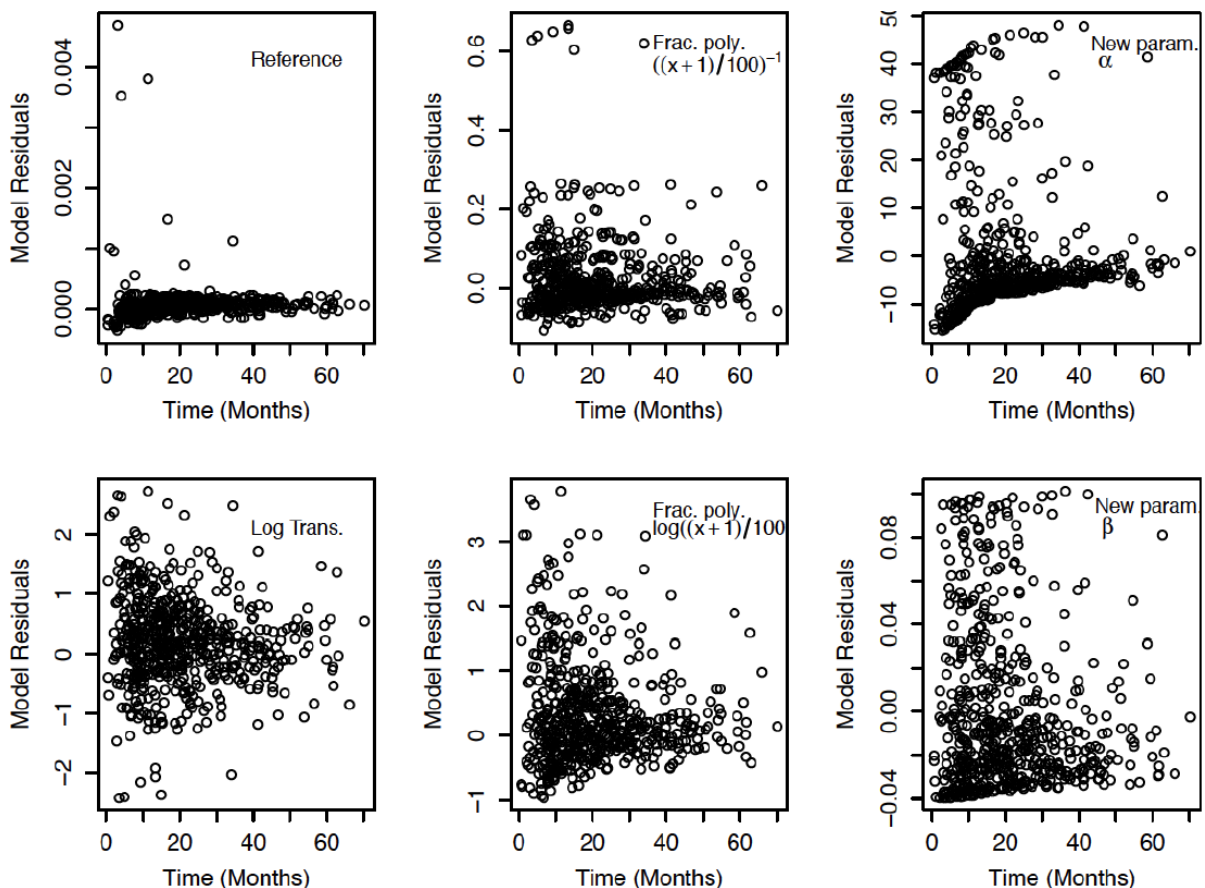 Model Residuals
0.000
0.002
0.004
Reference
0 20 40 60
Time (Months)
Model Residuals
0.0
0.2
0.4
0.6
Frac. poly.
((x + 1)/100)⁻¹
0 20 40 60
Time (Months)
Model Residuals
-10
0
10
20
30
40
50
New param.
α
0 20 40 60
Time (Months)
Model Residuals
-2
-1
0
1
2
Log Trans.
0 20 40 60
Time (Months)
Model Residuals
-1
0
1
2
3
Frac. poly.
log((x + 1)/100
0 20 40 60
Time (Months)
Model Residuals
-0.04
0.00
0.04
0.08
New param.
β
0 20 40 60
Time (Months)